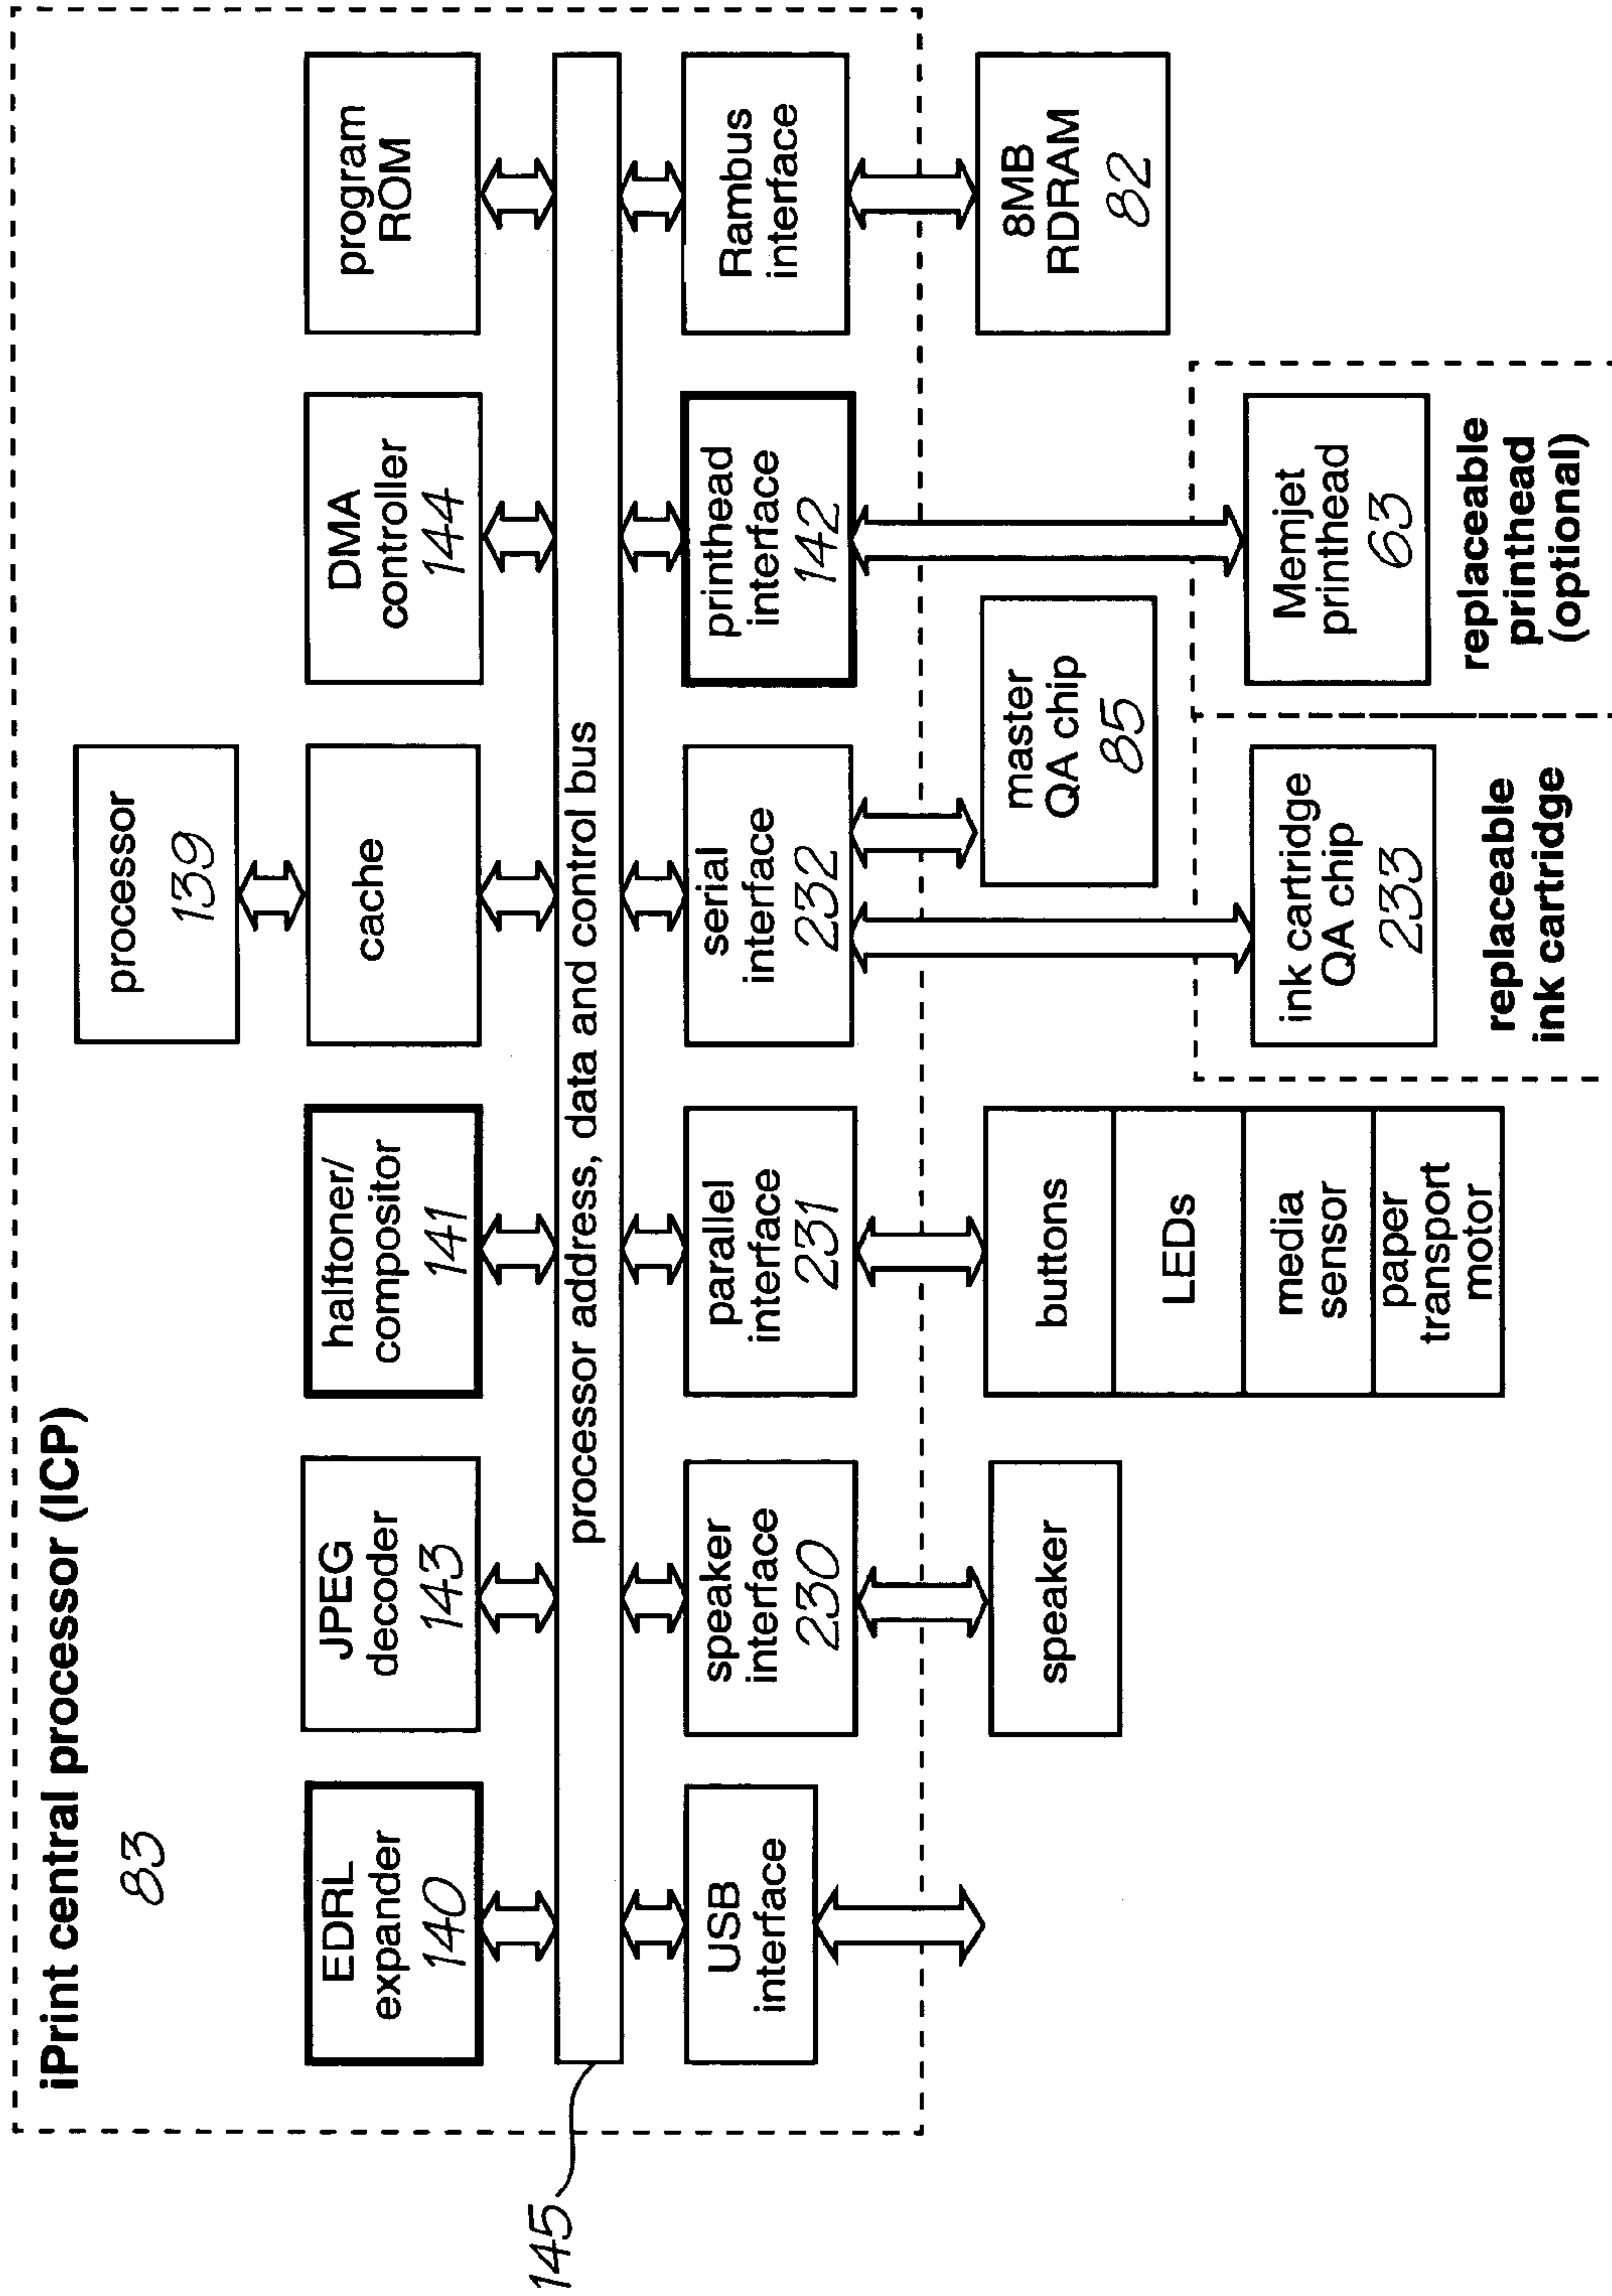 iPrint central processor (ICP)
83
processor
139
EDRL
expander
140
JPEG
decoder
143
halftoner/
compositor
141
cache
DMA
controller
144
program
ROM
145
processor address, data and control bus
USB
interface
speaker
interface
230
parallel
interface
231
serial
interface
232
printhead
interface
142
Rambus
interface
speaker
buttons
LEDs
media
sensor
paper
transport
motor
master
QA chip
85
8MB
RDRAM
82
ink cartridge
QA chip
233
replaceable
ink cartridge
Memjet
printhead
63
replaceable
printhead
(optional)